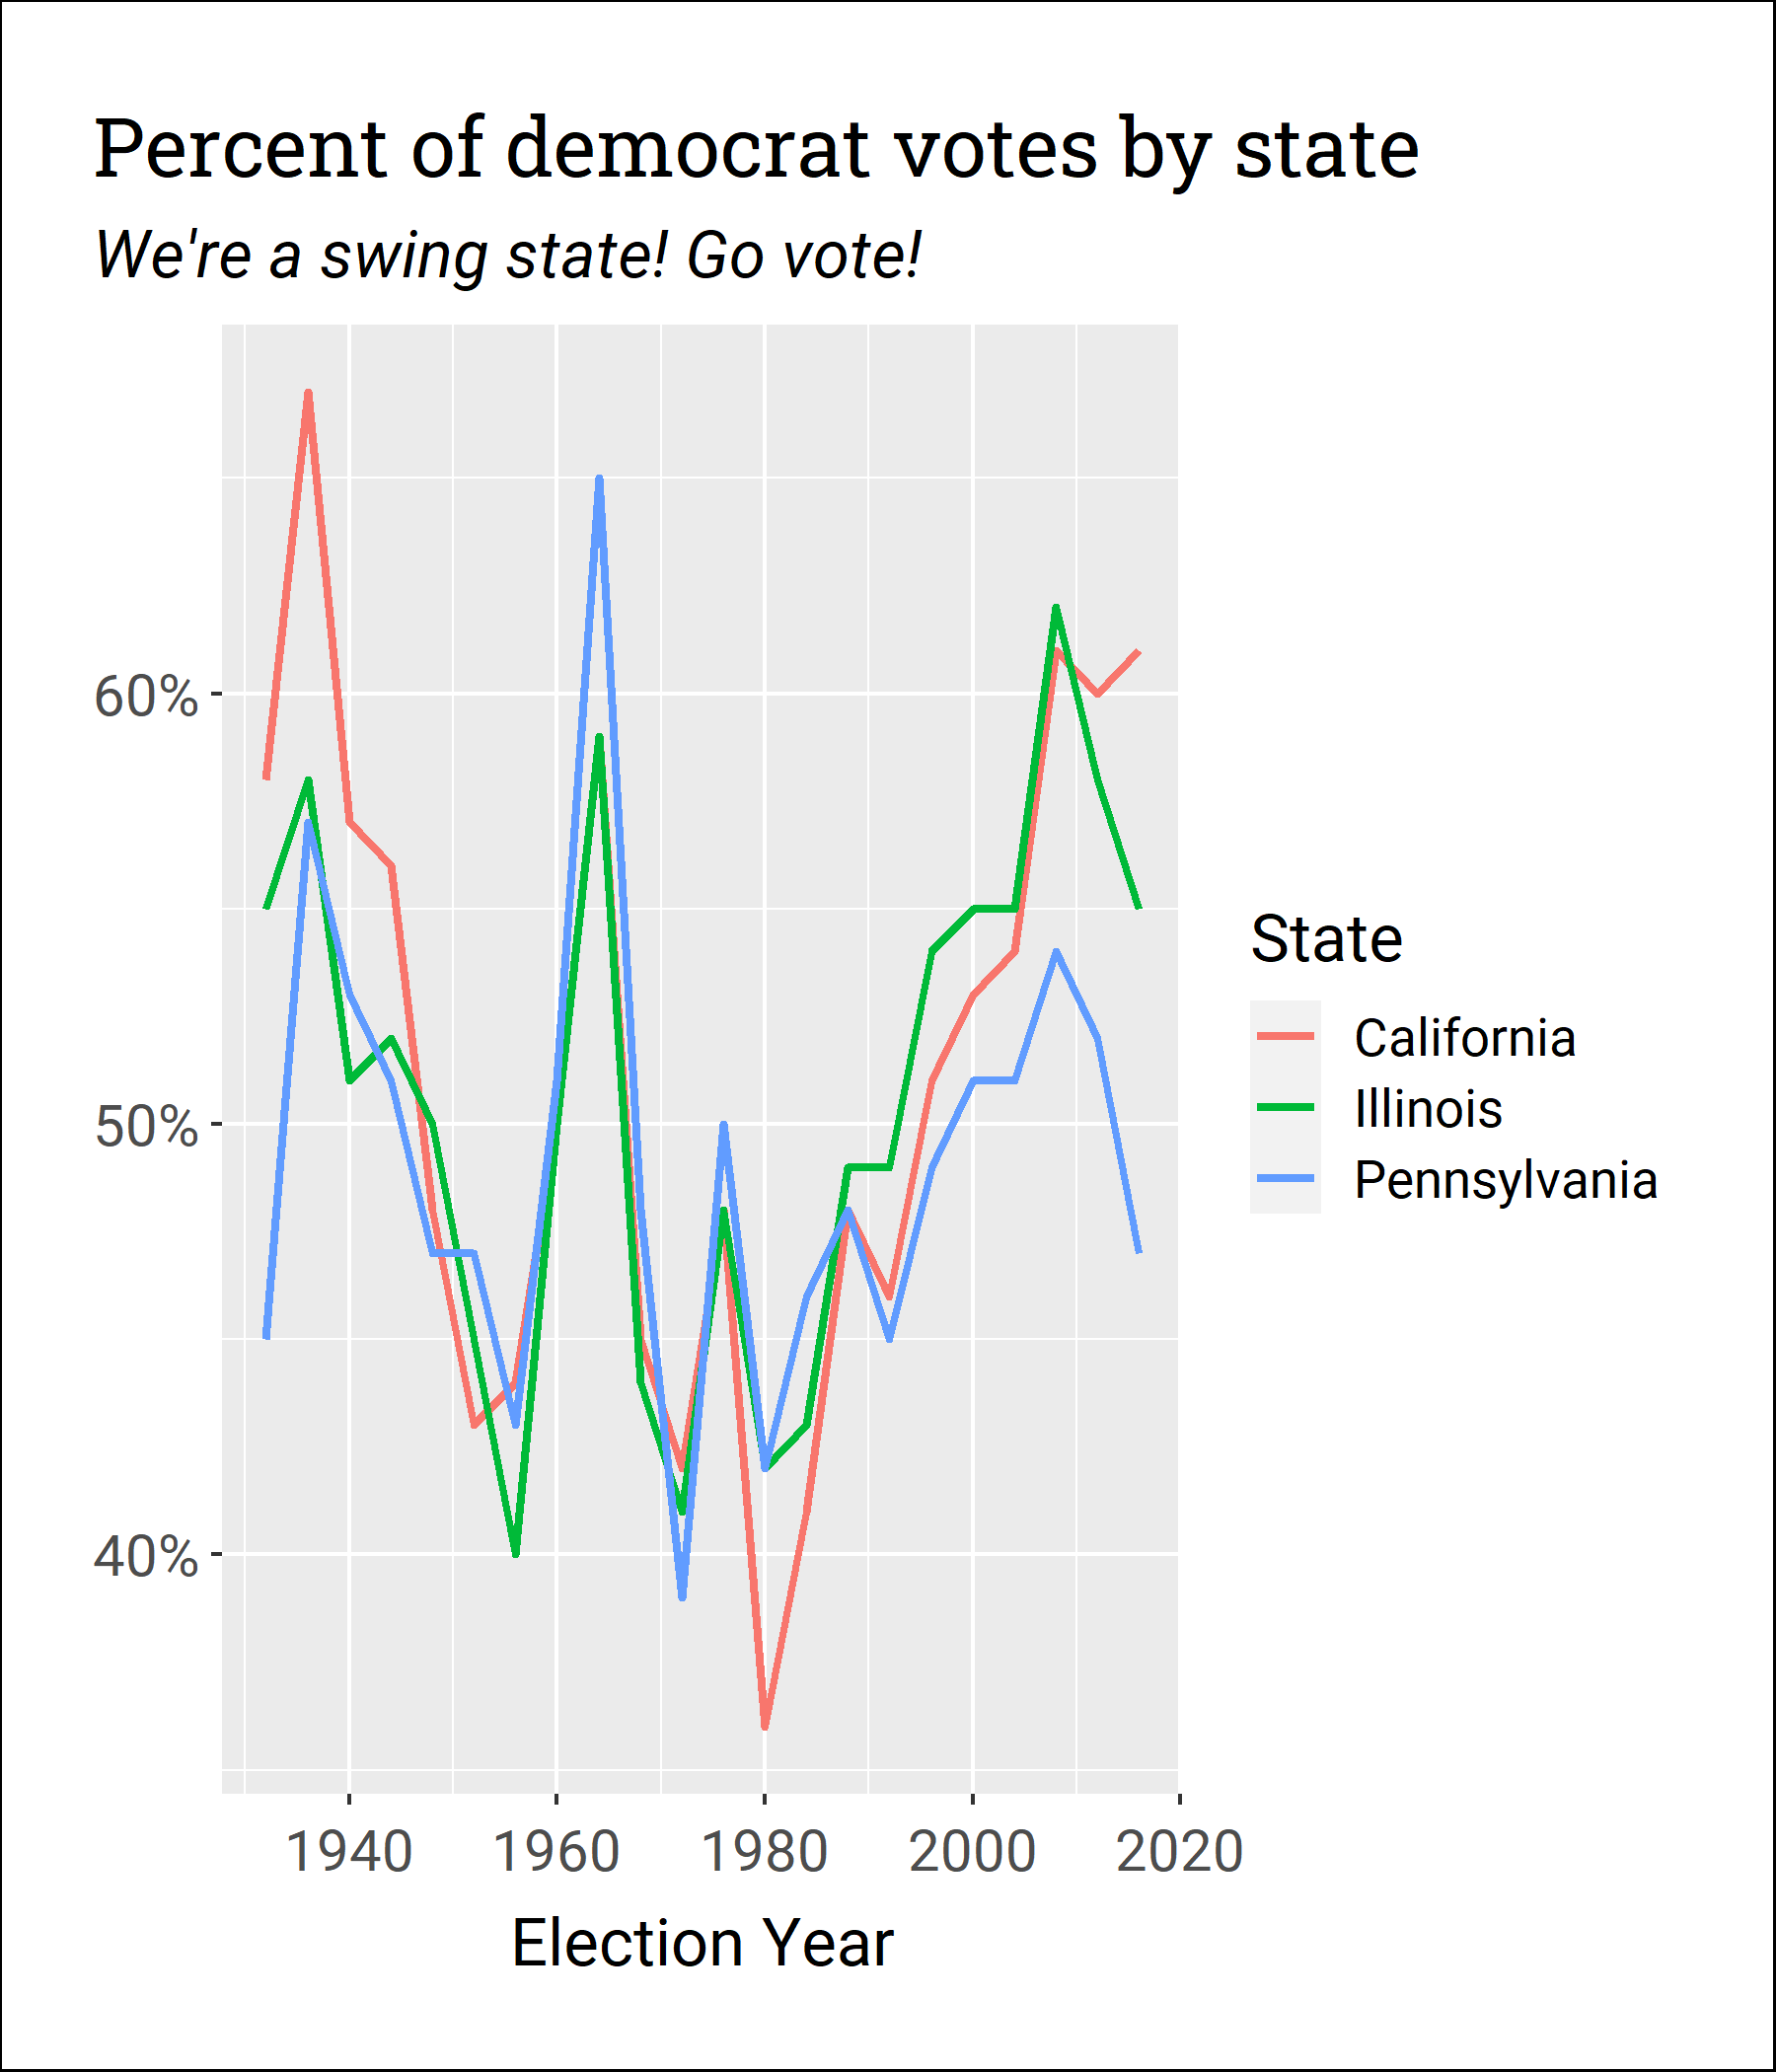 Percent of democrat votes by state
We're a swing state! Go vote!
60%
50%
40%
1940 1960 1980 2000 2020
Election Year
State
California
Illinois
Pennsylvania